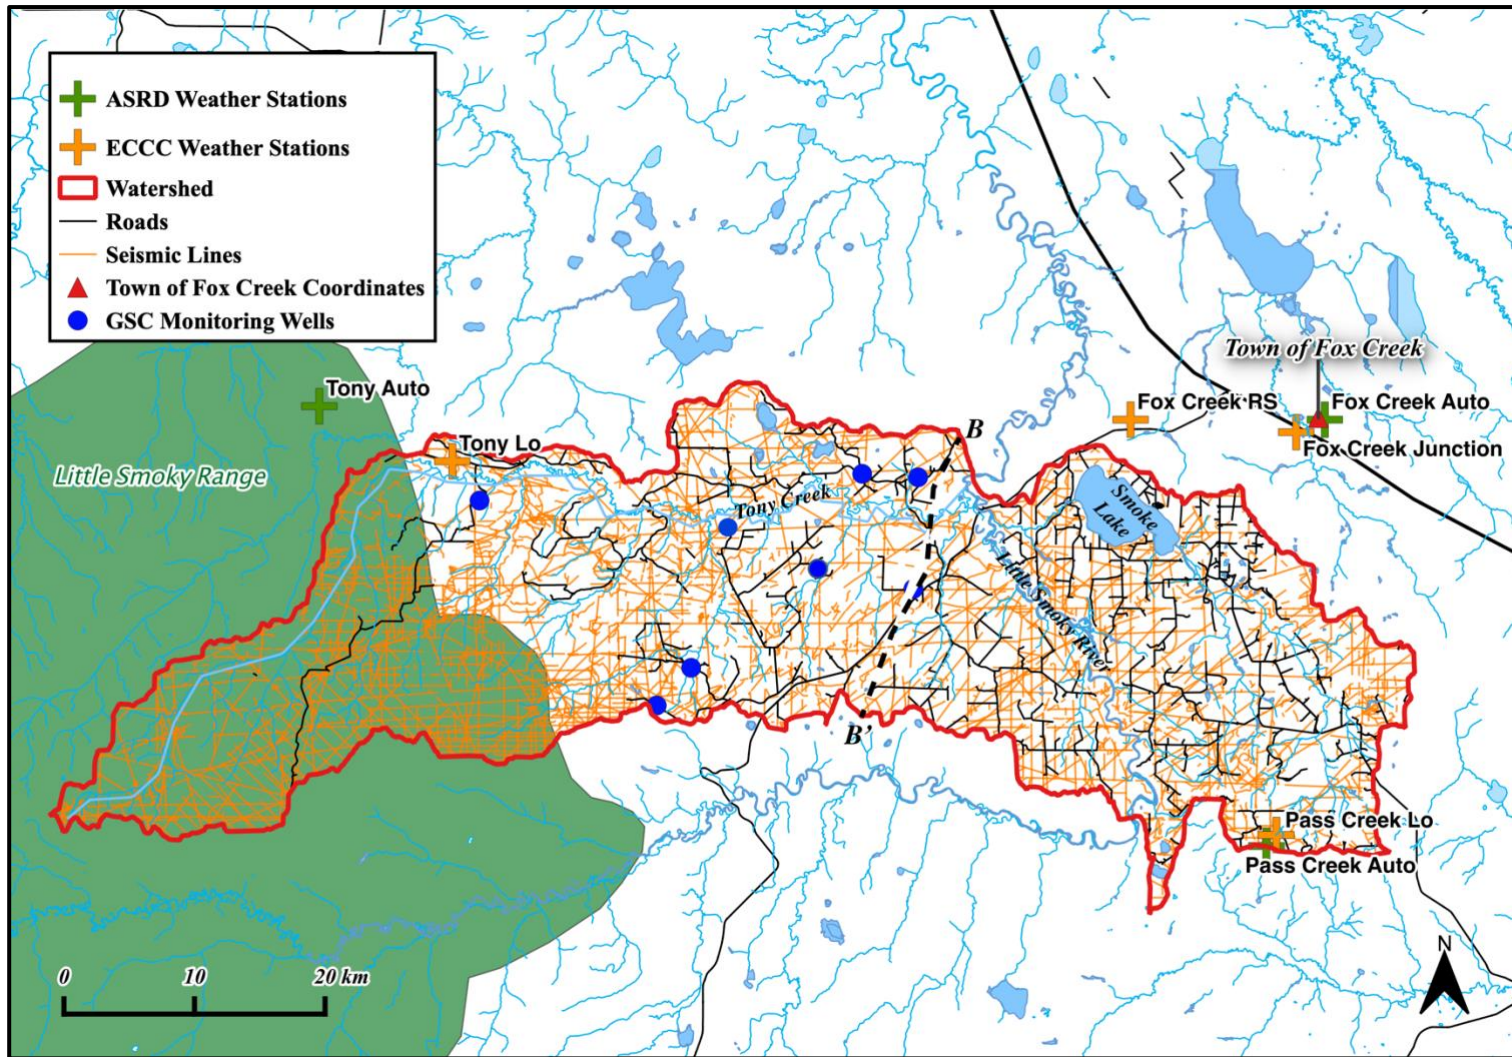 ASRD Weather Stations
ECCC Weather Stations
Watershed
Roads
Seismic Lines
Town of Fox Creek Coordinates
GSC Monitoring Wells
Town of Fox Creek
Tony Auto
Fox Creek RS
Fox Creek Auto
Tony Lo
B
Fox Creek Junction
Little Smoky Range
Tony Creek
Smoke
Lake
Little Smoky River
B'
Pass Creek Lo
Pass Creek Auto
N
0 10 20 km